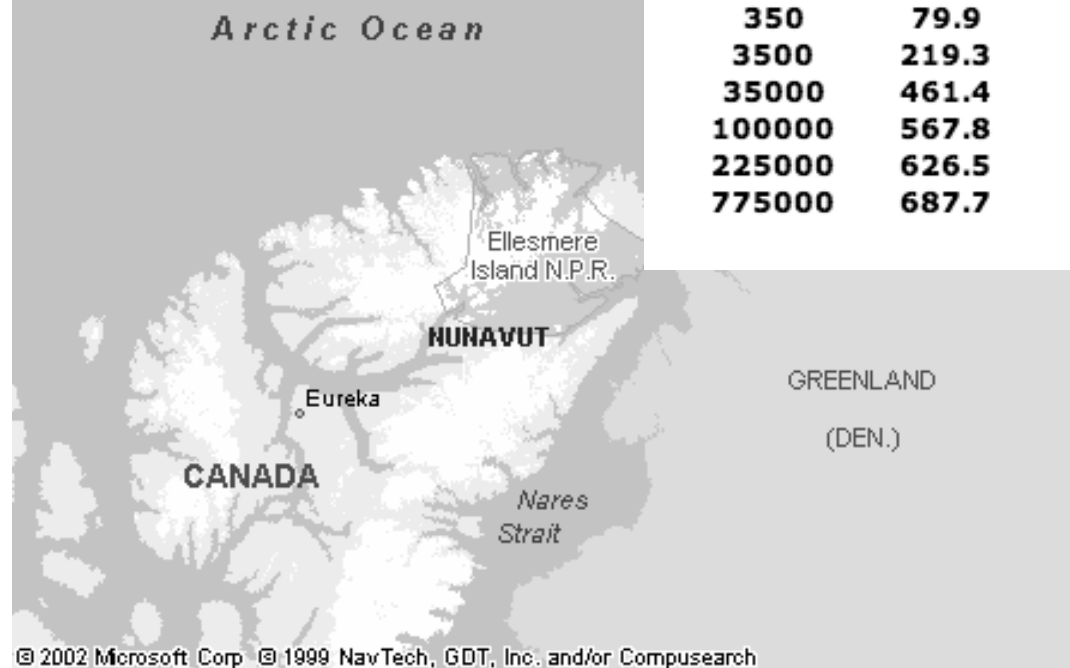 Arctic Ocean
350 79.9
3500 219.3
35000 461.4
100000 567.8
225000 626.5
775000 687.7
Ellesmere
Island N.P.R.
NUNAVUT
GREENLAND
(DEN.)
Eureka
CANADA
Nares
Strait
© 2002 Microsoft Corp © 1999 NavTech, GDT, Inc. and/or Compusearch